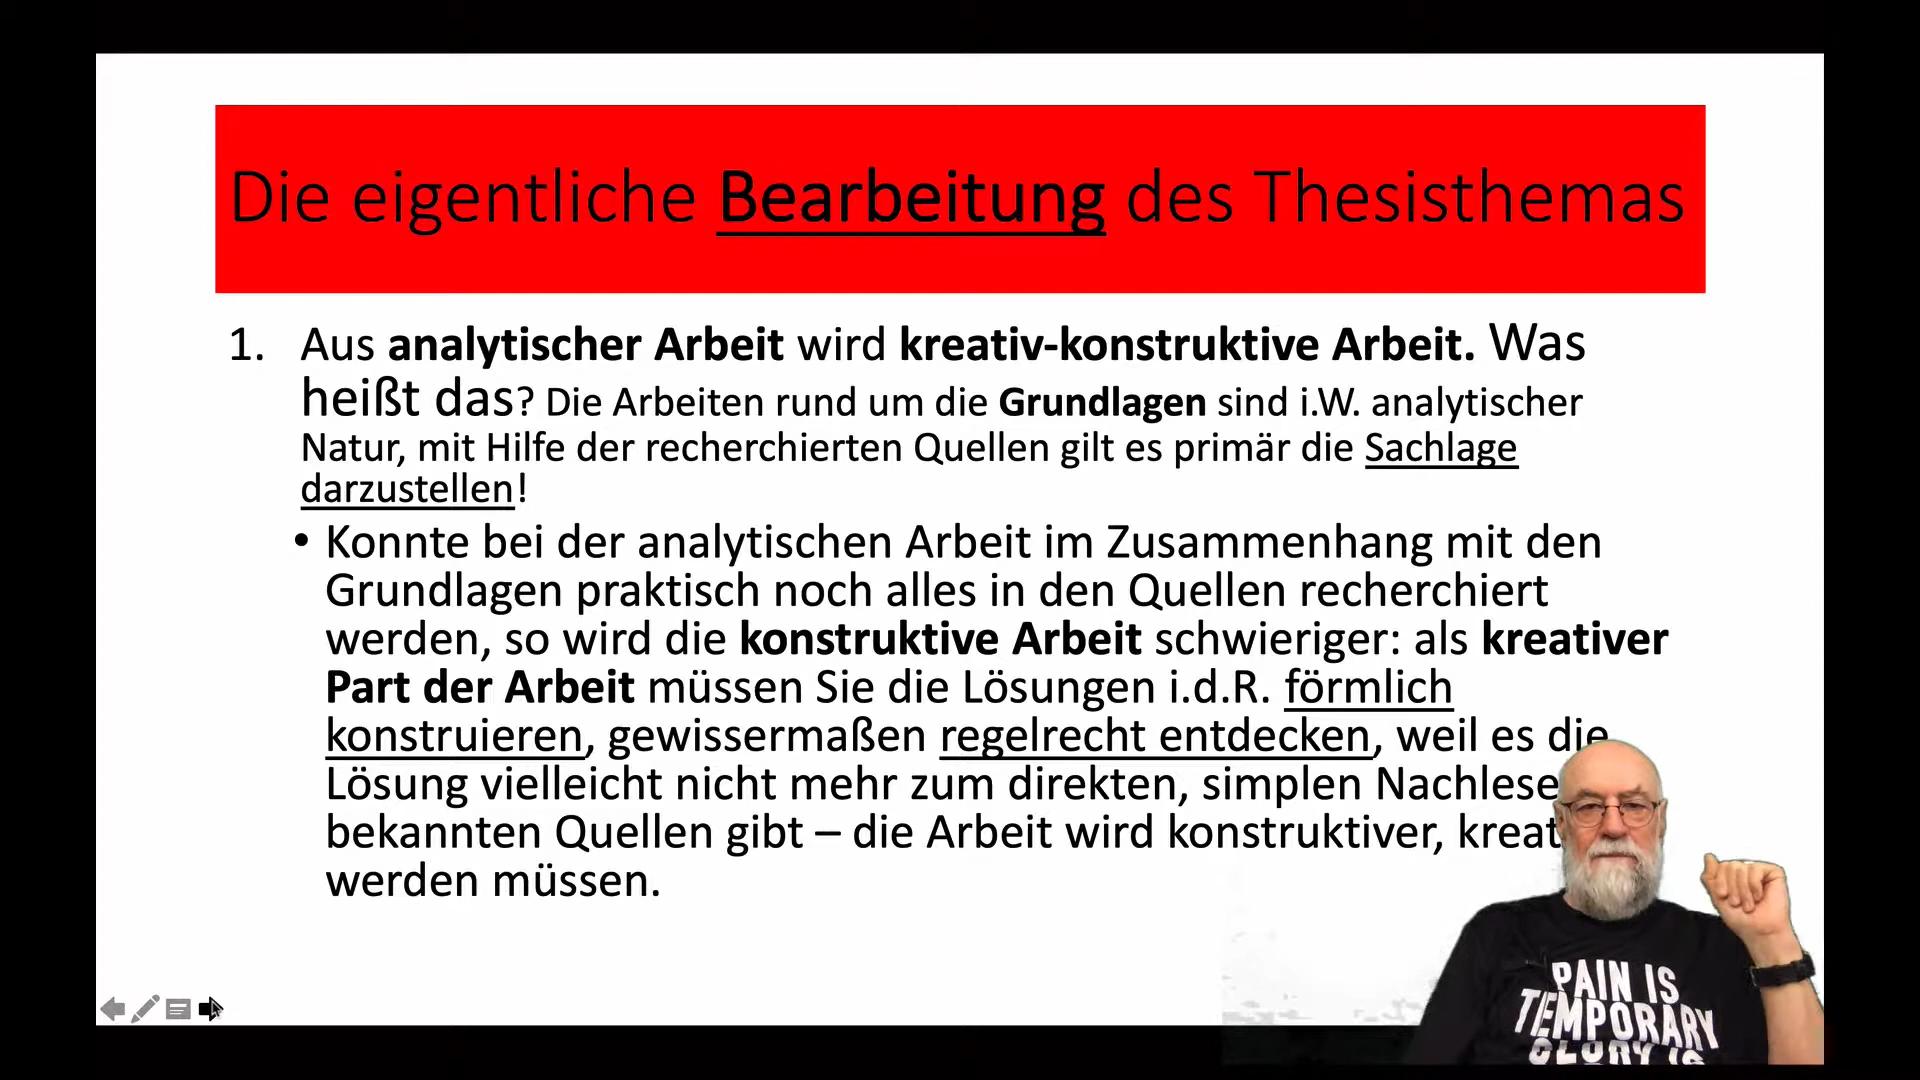 Die eigentliche Bearbeitung des Thesisthemas
1. Aus analytischer Arbeit wird kreativ-konstruktive Arbeit. Was
heißt das? Die Arbeiten rund um die Grundlagen sind i.W. analytischer
Natur, mit Hilfe der recherchierten Quellen gilt es primär die Sachlage
darzustellen!
• Konnte bei der analytischen Arbeit im Zusammenhang mit den
Grundlagen praktisch noch alles in den Quellen recherchiert
werden, so wird die konstruktive Arbeit schwieriger: als kreativer
Part der Arbeit müssen Sie die Lösungen i.d.R. förmlich
konstruieren, gewissermaßen regelrecht entdecken, weil es die
Lösung vielleicht nicht mehr zum direkten, simplen Nachlese
bekannten Quellen gibt – die Arbeit wird konstruktiver, kreat
werden müssen.
PAIN IS
TEMPORARY
GLORY IS